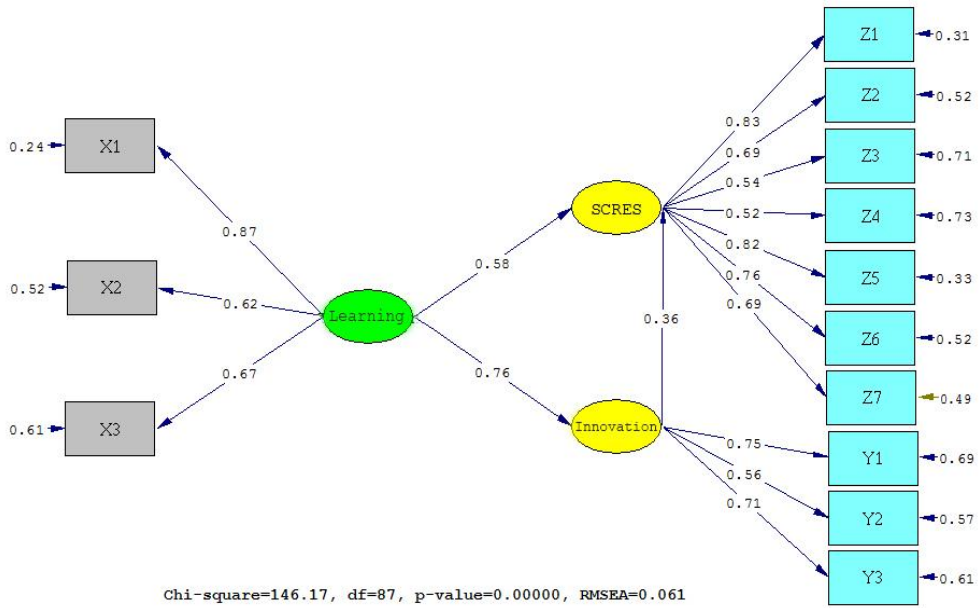 Z1
0.31
Z2
0.52
0.83
X1
0.24
0.69
Z3
0.71
0.54
SCRES
0.52
Z4
0.73
0.87
0.82
0.58
X2
0.52
0.76
Z5
0.33
0.62
0.69
Learning
0.36
Z6
0.52
0.67
0.76
Z7
0.49
X3
0.61
Innovation
0.75
Y1
0.69
0.56
0.71
Y2
0.57
Y3
0.61
Chi-square=146.17, df=87, p-value=0.00000, RMSEA=0.061